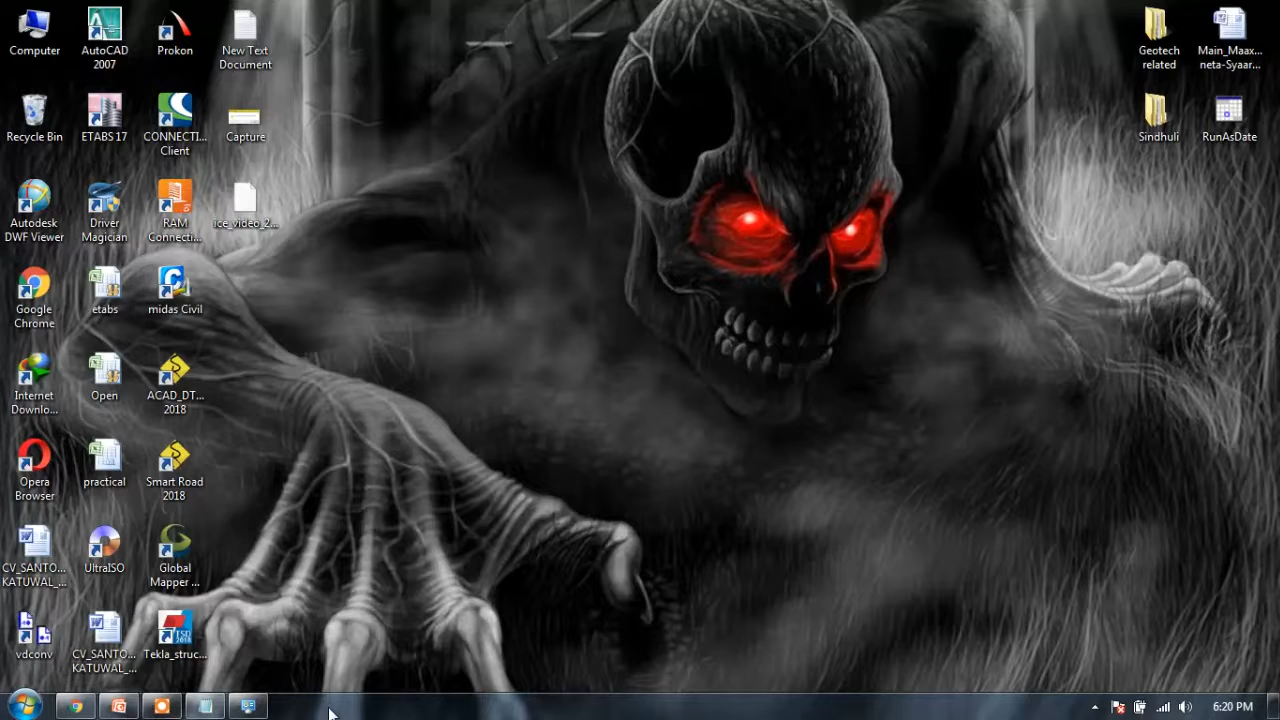 Computer
AutoCAD
2007
Prokon
New Text
Document
Geotech
related
Main_Maax...
neta-Syaar...
Recycle Bin
ETABS 17
CONNECTI...
Client
Capture
Sindhuli
RunAsDate
Autodesk
DWF Viewer
Driver
Magician
RAM
Connecti...
ice_video_2...
Google
Chrome
etabs
midas Civil
Internet
Downlo...
Open
ACAD_DT...
2018
Opera
Browser
practical
Smart Road
2018
CV_SANTO...
KATUWAL_...
UltraISO
Global
Mapper ...
vdconv
CV_SANTO...
KATUWAL_...
TSD
2018
Tekla_struc...
6:20 PM